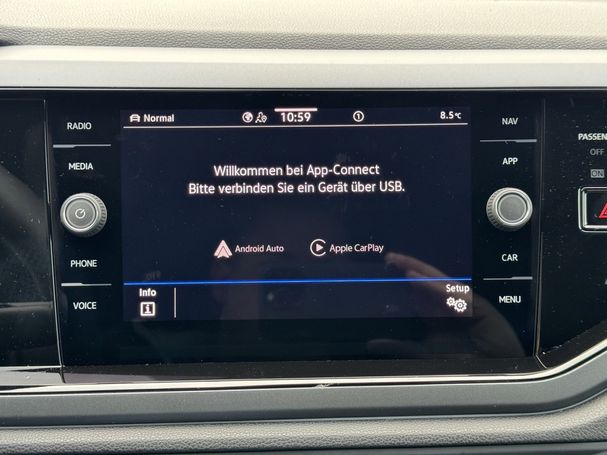 RADIO
MEDIA
PHONE
VOICE
Normal
10:59
1
8.5°C
Willkommen bei App-Connect
Bitte verbinden Sie ein Gerät über USB.
Android Auto
Apple CarPlay
Info
Setup
NAV
APP
CAR
MENU
PASSEN
OFF
ON